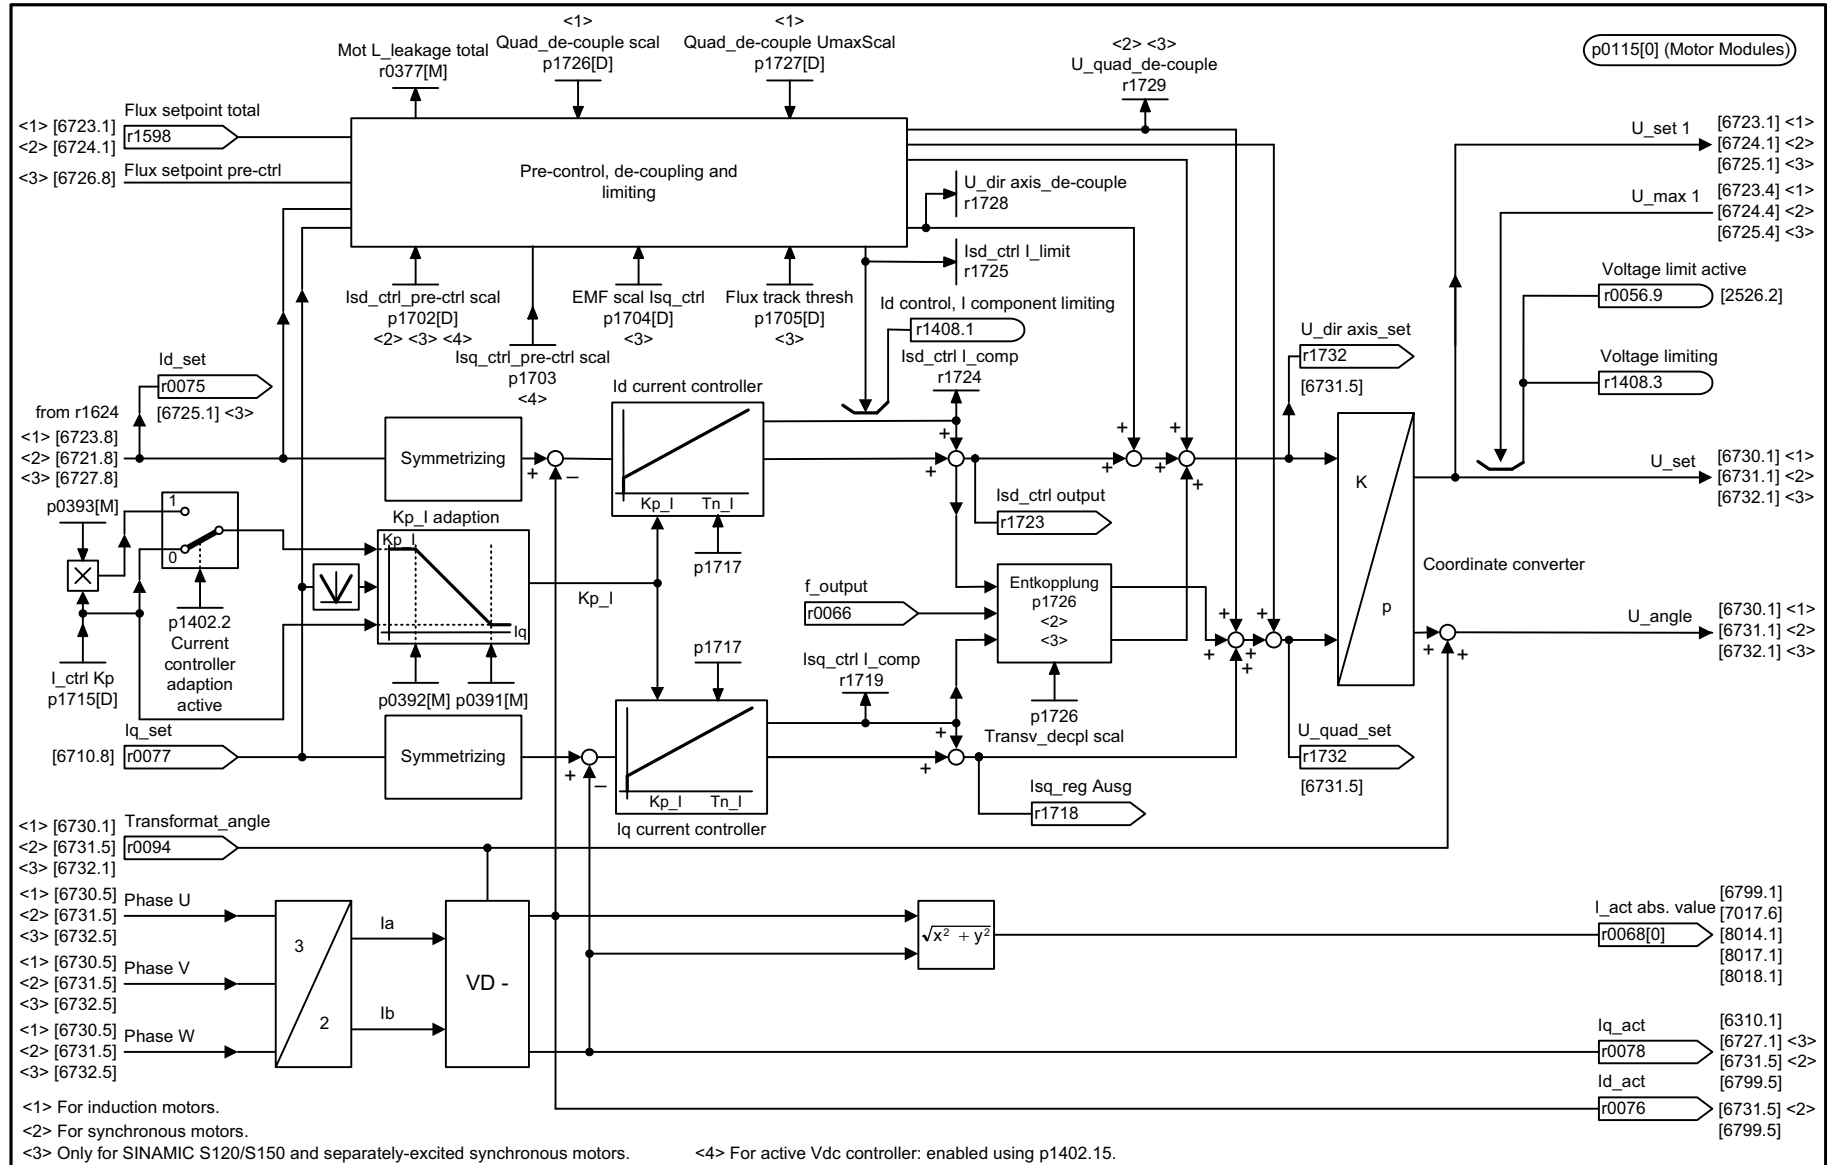 p0115[0] (Motor Modules)
<1>
Quad_de-couple scal
p1726[D]
<1>
Quad_de-couple UmaxScal
p1727[D]
Mot L_leakage total
r0377[M]
<2> <3>
U_quad_de-couple
r1729
Flux setpoint total
<1> [6723.1]
<2> [6724.1]
r1598
<3> [6726.8]
Flux setpoint pre-ctrl
Pre-control, de-coupling and
limiting
U_dir axis_de-couple
r1728
Isd_ctrl I_limit
r1725
U_set 1
[6723.1] <1>
[6724.1] <2>
[6725.1] <3>
U_max 1
[6723.4] <1>
[6724.4] <2>
[6725.4] <3>
Voltage limit active
r0056.9
[2526.2]
Voltage limiting
r1408.3
Isd_ctrl_pre-ctrl scal
p1702[D]
<2> <3> <4>
Isq_ctrl_pre-ctrl scal
p1703
<4>
EMF scal Isq_ctrl
p1704[D]
<3>
Flux track thresh
p1705[D]
<3>
Id control, I component limiting
r1408.1
Isd_ctrl I_comp
r1724
U_dir axis_set
r1732
[6731.5]
Id_set
r0075
[6725.1] <3>
from r1624
<1> [6723.8]
<2> [6721.8]
<3> [6727.8]
Symmetrizing
+
–
Id current controller
Kp_I
Tn_I
p1717
+
+
+
+
+
+
+
Isd_ctrl output
r1723
K
p
Coordinate converter
U_set
[6730.1] <1>
[6731.1] <2>
[6732.1] <3>
p0393[M]
×
1
0
p1402.2
Current
controller
adaption
active
I_ctrl Kp
p1715[D]
Kp_I adaption
Kp_I
Iq
p0392[M]
p0391[M]
Kp_I
f_output
r0066
Entkopplung
p1726
<2>
<3>
p1726
Transv_decpl scal
+
+
+
+
+
+
U_angle
[6730.1] <1>
[6731.1] <2>
[6732.1] <3>
+
+
p1717
Isq_ctrl I_comp
r1719
Iq_set
[6710.8]
r0077
Symmetrizing
+
–
Kp_I
Tn_I
Iq current controller
+
+
Isq_reg Ausg
r1718
U_quad_set
r1732
[6731.5]
Transformat_angle
<1> [6730.1]
<2> [6731.5]
<3> [6732.1]
r0094
<1> [6730.5]
<2> [6731.5]
<3> [6732.5]
Phase U
<1> [6730.5]
<2> [6731.5]
<3> [6732.5]
Phase V
<1> [6730.5]
<2> [6731.5]
<3> [6732.5]
Phase W
3
2
Ia
Ib
VD -
√x² + y²
I_act abs. value
r0068[0]
[6799.1]
[7017.6]
[8014.1]
[8017.1]
[8018.1]
Iq_act
r0078
[6310.1]
[6727.1] <3>
[6731.5] <2>
[6799.5]
Id_act
r0076
[6731.5] <2>
[6799.5]
<1> For induction motors.
<2> For synchronous motors.
<3> Only for SINAMIC S120/S150 and separately-excited synchronous motors.
<4> For active Vdc controller: enabled using p1402.15.